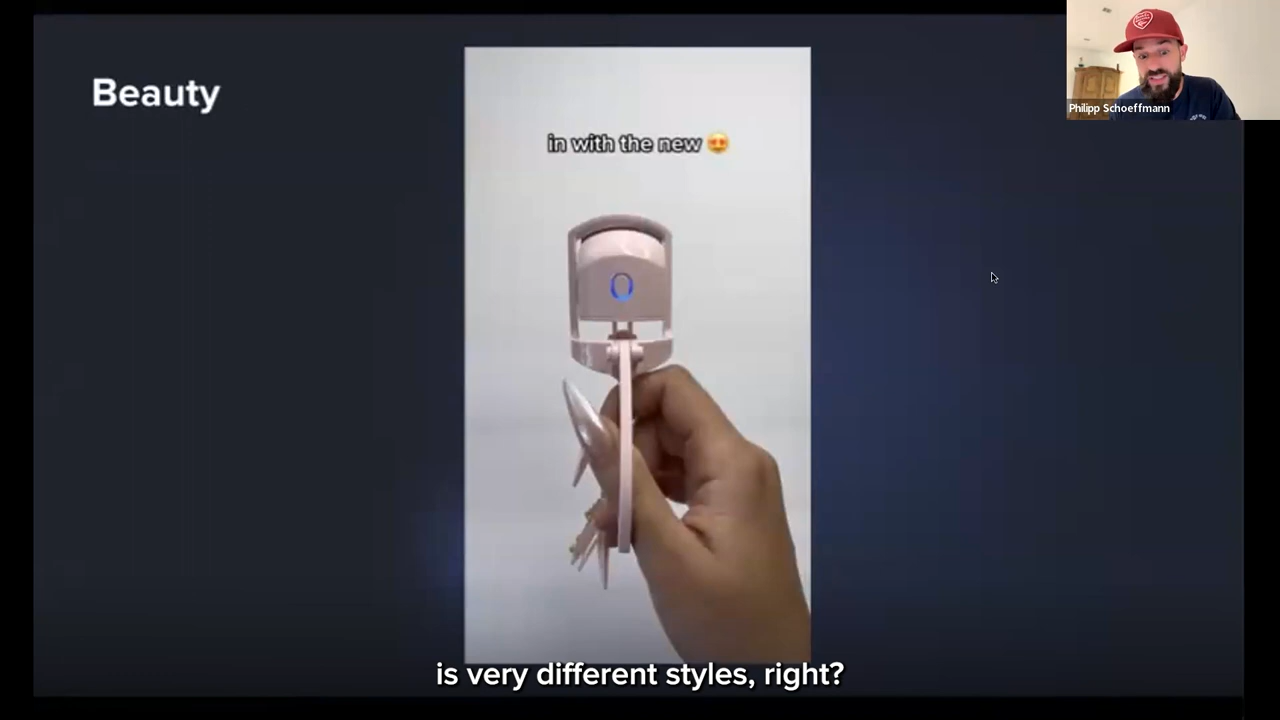 Beauty
in with the new 😍
Philipp Schoeffmann
is very different styles, right?